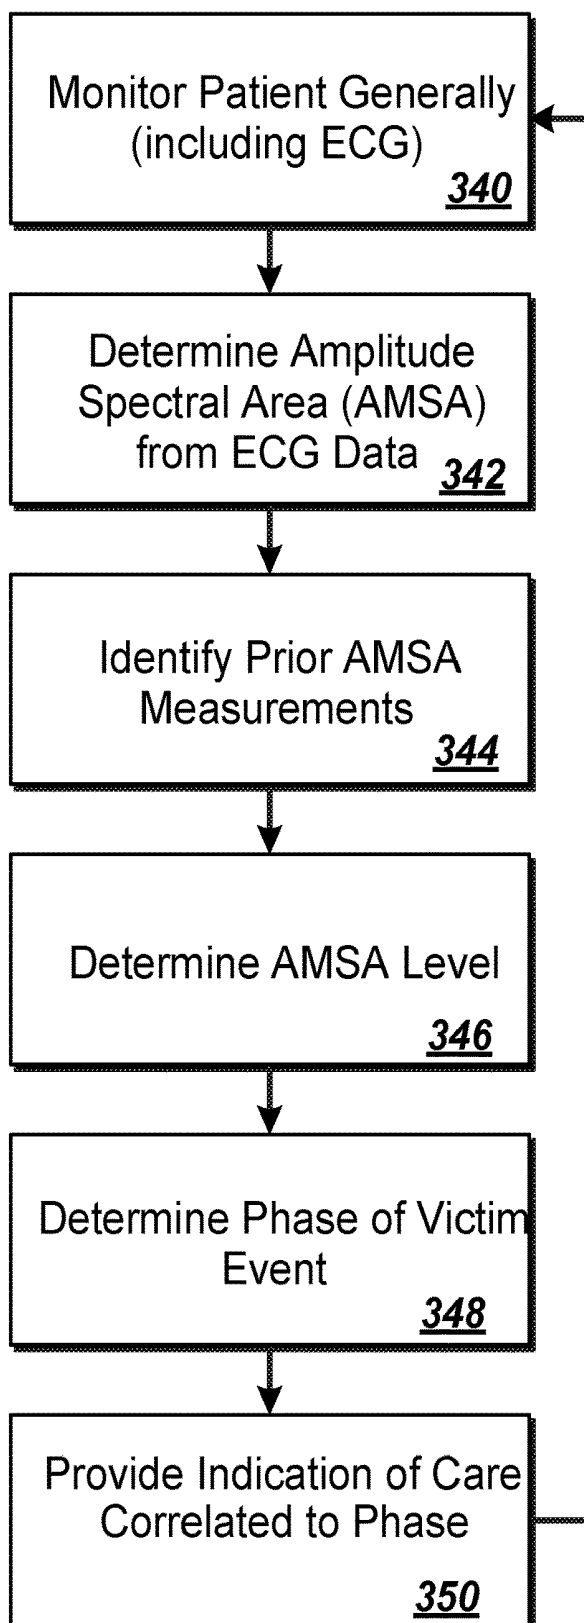 Monitor Patient Generally
(including ECG)
340
Determine Amplitude
Spectral Area (AMSA)
from ECG Data
342
Identify Prior AMSA
Measurements
344
Determine AMSA Level
346
Determine Phase of Victim
Event
348
Provide Indication of Care
Correlated to Phase
350